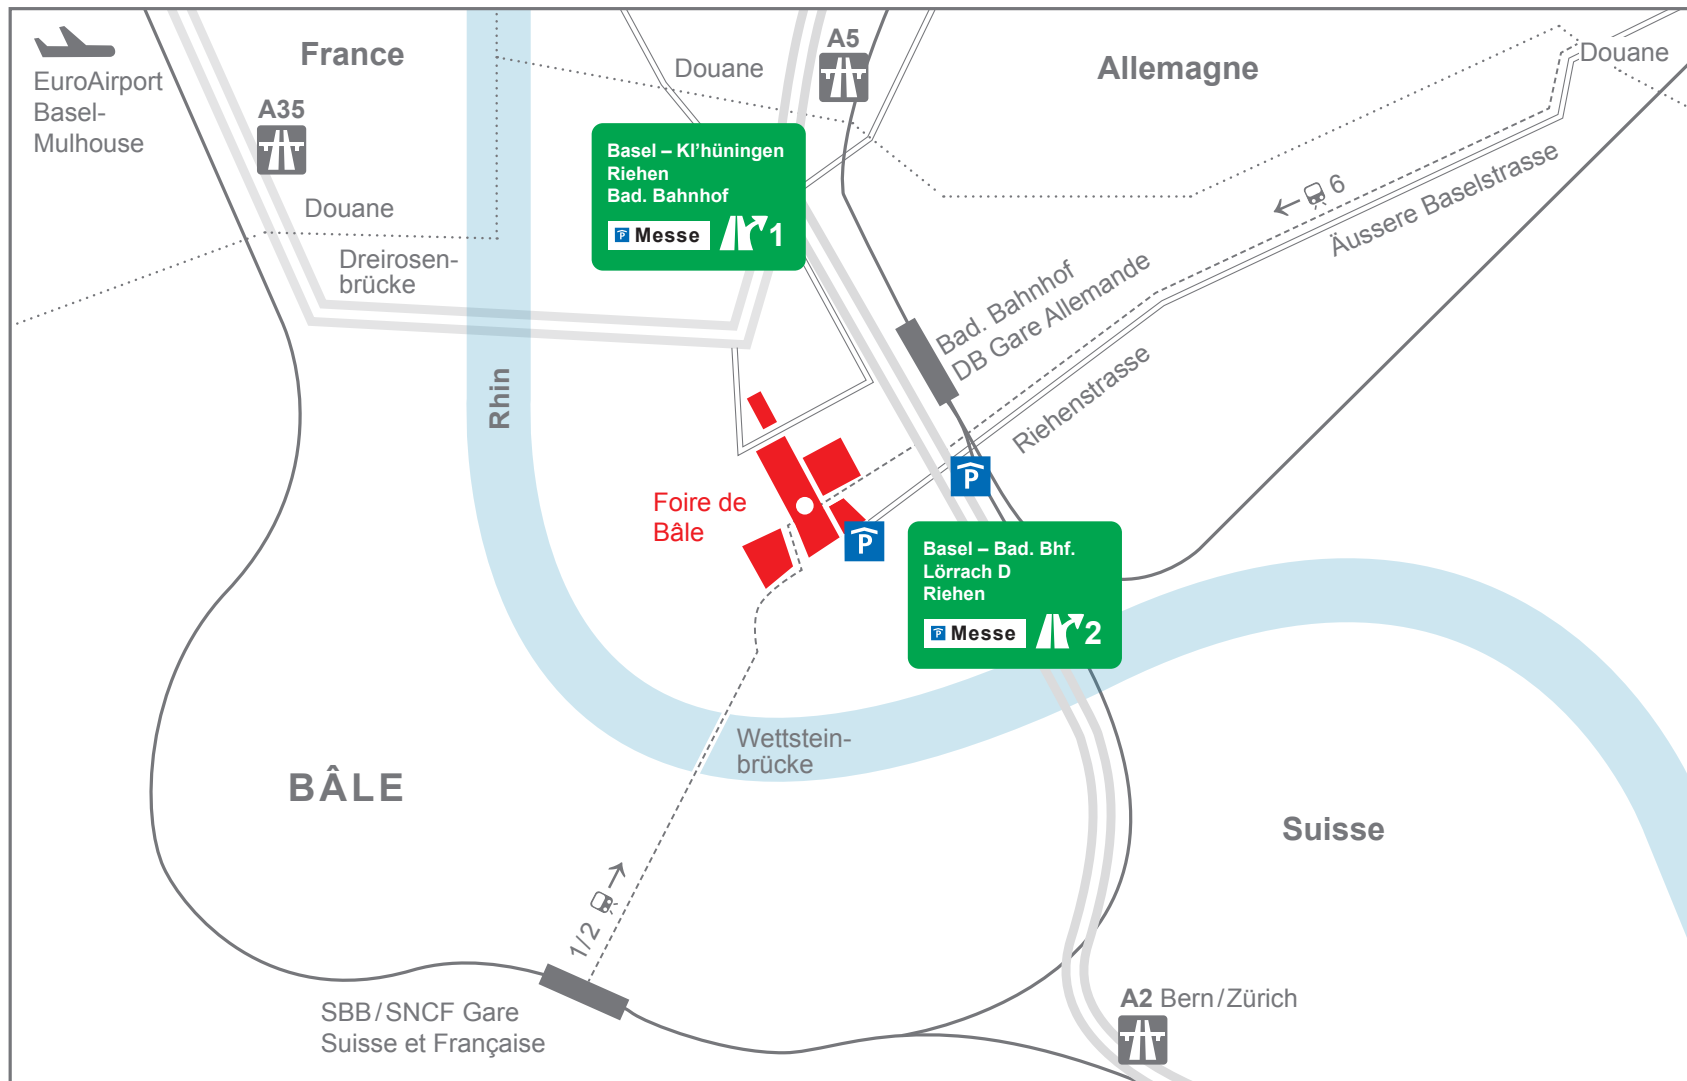 France
A5
Douane
Allemagne
Douane
EuroAirport
Basel-
Mulhouse
A35
Basel – Kl'hüningen
Riehen
Bad. Bahnhof
P Messe 1
6
Äussere Baselstrasse
Douane
Dreirosen-
brücke
Bad. Bahnhof
DB Gare Allemande
Riehenstrasse
Rhin
P
Foire de
Bâle
P
Basel – Bad. Bhf.
Lörrach D
Riehen
P Messe 2
Wettstein-
brücke
BÂLE
Suisse
1/2
SBB/SNCF Gare
Suisse et Française
A2 Bern/Zürich